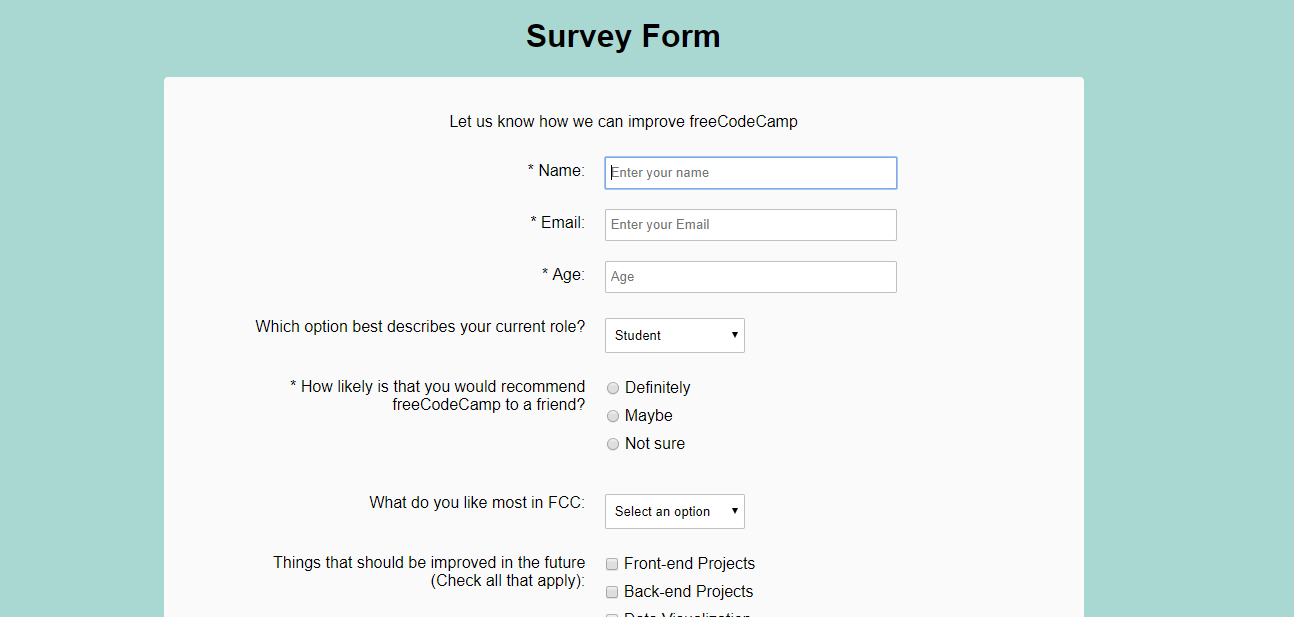 Survey Form
Let us know how we can improve freeCodeCamp
* Name:
Enter your name
* Email:
Enter your Email
* Age:
Age
Which option best describes your current role?
Student
* How likely is that you would recommend
freeCodeCamp to a friend?
Definitely
Maybe
Not sure
What do you like most in FCC:
Select an option
Things that should be improved in the future
(Check all that apply):
Front-end Projects
Back-end Projects
Data Visualization